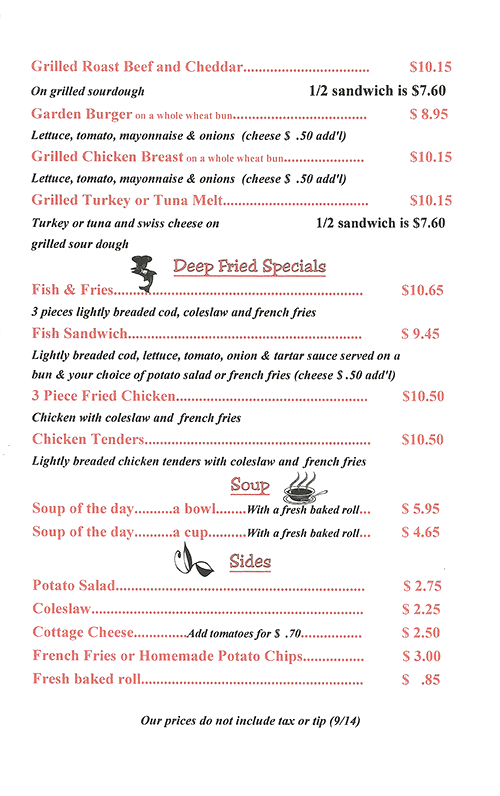 Grilled Roast Beef and Cheddar................................ $10.15
On grilled sourdough 1/2 sandwich is $7.60
Garden Burger on a whole wheat bun.................................. $ 8.95
Lettuce, tomato, mayonnaise & onions (cheese $ .50 add'l)
Grilled Chicken Breast on a whole wheat bun.................... $10.15
Lettuce, tomato, mayonnaise & onions (cheese $ .50 add'l)
Grilled Turkey or Tuna Melt..................................... $10.15
Turkey or tuna and swiss cheese on 1/2 sandwich is $7.60
grilled sour dough
Deep Fried Specials
Fish & Fries............................................................... $10.65
3 pieces lightly breaded cod, coleslaw and french fries
Fish Sandwich........................................................... $ 9.45
Lightly breaded cod, lettuce, tomato, onion & tartar sauce served on a
bun & your choice of potato salad or french fries (cheese $ .50 add'l)
3 Piece Fried Chicken................................................ $10.50
Chicken with coleslaw and french fries
Chicken Tenders......................................................... $10.50
Lightly breaded chicken tenders with coleslaw and french fries
Soup
Soup of the day..........a bowl........With a fresh baked roll... $ 5.95
Soup of the day..........a cup..........With a fresh baked roll... $ 4.65
Sides
Potato Salad............................................................... $ 2.75
Coleslaw..................................................................... $ 2.25
Cottage Cheese..............Add tomatoes for $ .70................ $ 2.50
French Fries or Homemade Potato Chips................ $ 3.00
Fresh baked roll........................................................ $ .85
Our prices do not include tax or tip (9/14)